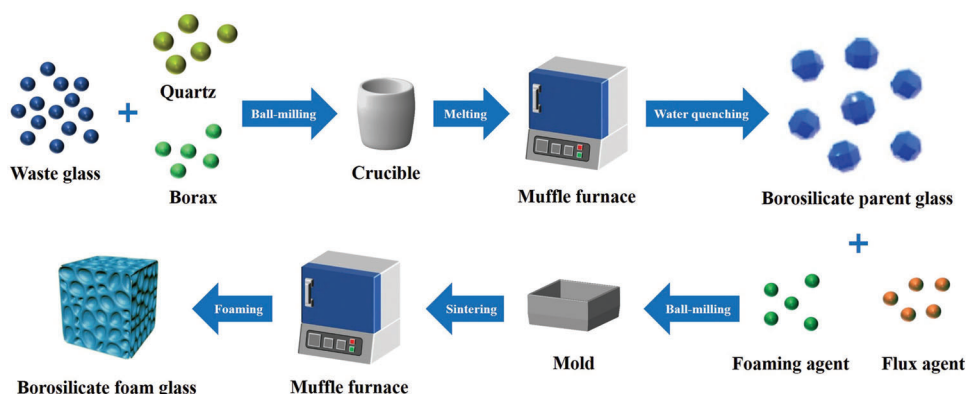 Quartz
Waste glass
Borax
Ball-milling
Crucible
Melting
Muffle furnace
Water quenching
Borosilicate parent glass
Foaming agent
Flux agent
Ball-milling
Mold
Sintering
Muffle furnace
Foaming
Borosilicate foam glass